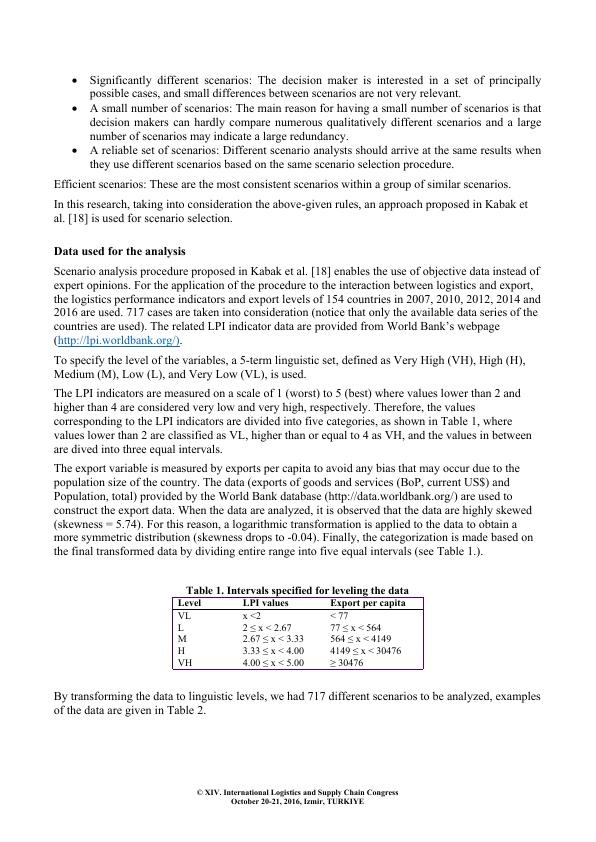 • Significantly different scenarios: The decision maker is interested in a set of principally
possible cases, and small differences between scenarios are not very relevant.
• A small number of scenarios: The main reason for having a small number of scenarios is that
decision makers can hardly compare numerous qualitatively different scenarios and a large
number of scenarios may indicate a large redundancy.
• A reliable set of scenarios: Different scenario analysts should arrive at the same results when
they use different scenarios based on the same scenario selection procedure.
Efficient scenarios: These are the most consistent scenarios within a group of similar scenarios.
In this research, taking into consideration the above-given rules, an approach proposed in Kabak et
al. [18] is used for scenario selection.
Data used for the analysis
Scenario analysis procedure proposed in Kabak et al. [18] enables the use of objective data instead of
expert opinions. For the application of the procedure to the interaction between logistics and export,
the logistics performance indicators and export levels of 154 countries in 2007, 2010, 2012, 2014 and
2016 are used. 717 cases are taken into consideration (notice that only the available data series of the
countries are used). The related LPI indicator data are provided from World Bank's webpage
(http://lpi.worldbank.org/).
To specify the level of the variables, a 5-term linguistic set, defined as Very High (VH), High (H),
Medium (M), Low (L), and Very Low (VL), is used.
The LPI indicators are measured on a scale of 1 (worst) to 5 (best) where values lower than 2 and
higher than 4 are considered very low and very high, respectively. Therefore, the values
corresponding to the LPI indicators are divided into five categories, as shown in Table 1, where
values lower than 2 are classified as VL, higher than or equal to 4 as VH, and the values in between
are dived into three equal intervals.
The export variable is measured by exports per capita to avoid any bias that may occur due to the
population size of the country. The data (exports of goods and services (BoP, current US$) and
Population, total) provided by the World Bank database (http://data.worldbank.org/) are used to
construct the export data. When the data are analyzed, it is observed that the data are highly skewed
(skewness = 5.74). For this reason, a logarithmic transformation is applied to the data to obtain a
more symmetric distribution (skewness drops to -0.04). Finally, the categorization is made based on
the final transformed data by dividing entire range into five equal intervals (see Table 1.).
Table 1. Intervals specified for leveling the data
Level LPI values Export per capita
VL x <2 < 77
L 2 ≤ x < 2.67 77 ≤ x < 564
M 2.67 ≤ x < 3.33 564 ≤ x < 4149
H 3.33 ≤ x < 4.00 4149 ≤ x < 30476
VH 4.00 ≤ x < 5.00 ≥ 30476
By transforming the data to linguistic levels, we had 717 different scenarios to be analyzed, examples
of the data are given in Table 2.
© XIV. International Logistics and Supply Chain Congress
October 20-21, 2016, Izmir, TURKIYE